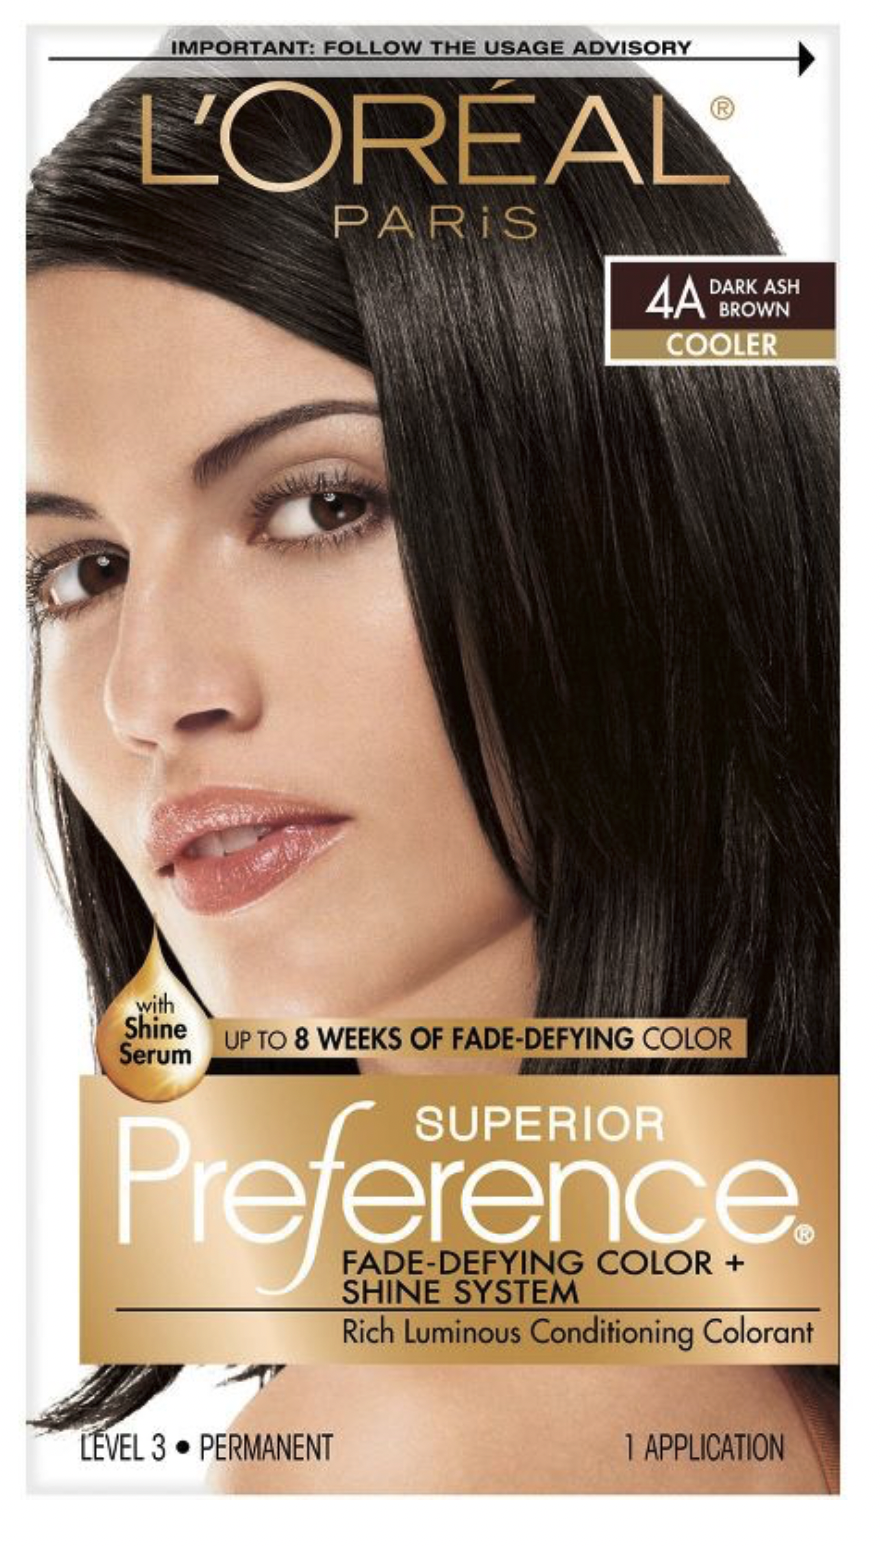 IMPORTANT: FOLLOW THE USAGE ADVISORY
L'ORÉAL®
PARiS
4A DARK ASH
BROWN
COOLER
with
Shine
Serum
UP TO 8 WEEKS OF FADE-DEFYING COLOR
SUPERIOR
Preference®
FADE-DEFYING COLOR +
SHINE SYSTEM
Rich Luminous Conditioning Colorant
LEVEL 3 • PERMANENT
1 APPLICATION